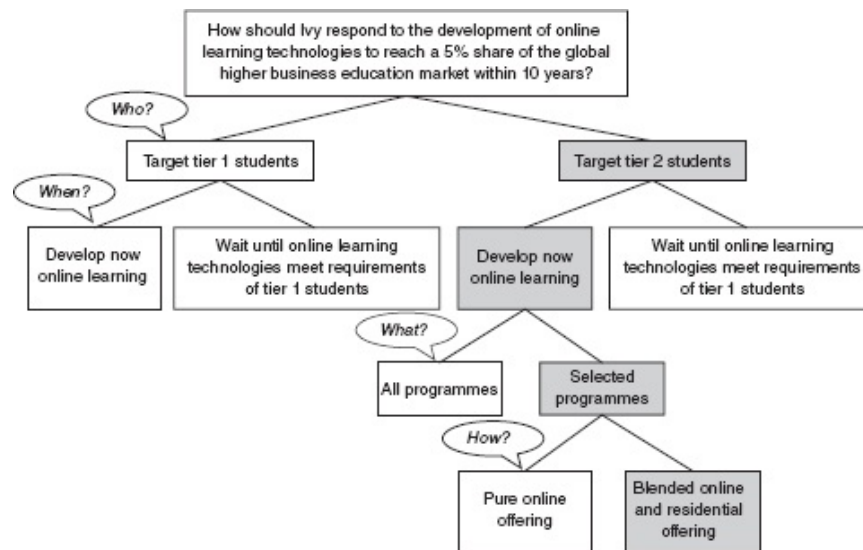 How should Ivy respond to the development of online
learning technologies to reach a 5% share of the global
higher business education market within 10 years?
Who?
Target tier 1 students
Target tier 2 students
When?
Develop now
online learning
Wait until online learning
technologies meet requirements
of tier 1 students
Develop now
online learning
Wait until online learning
technologies meet requirements
of tier 1 students
What?
All programmes
Selected
programmes
How?
Pure online
offering
Blended online
and residential
offering